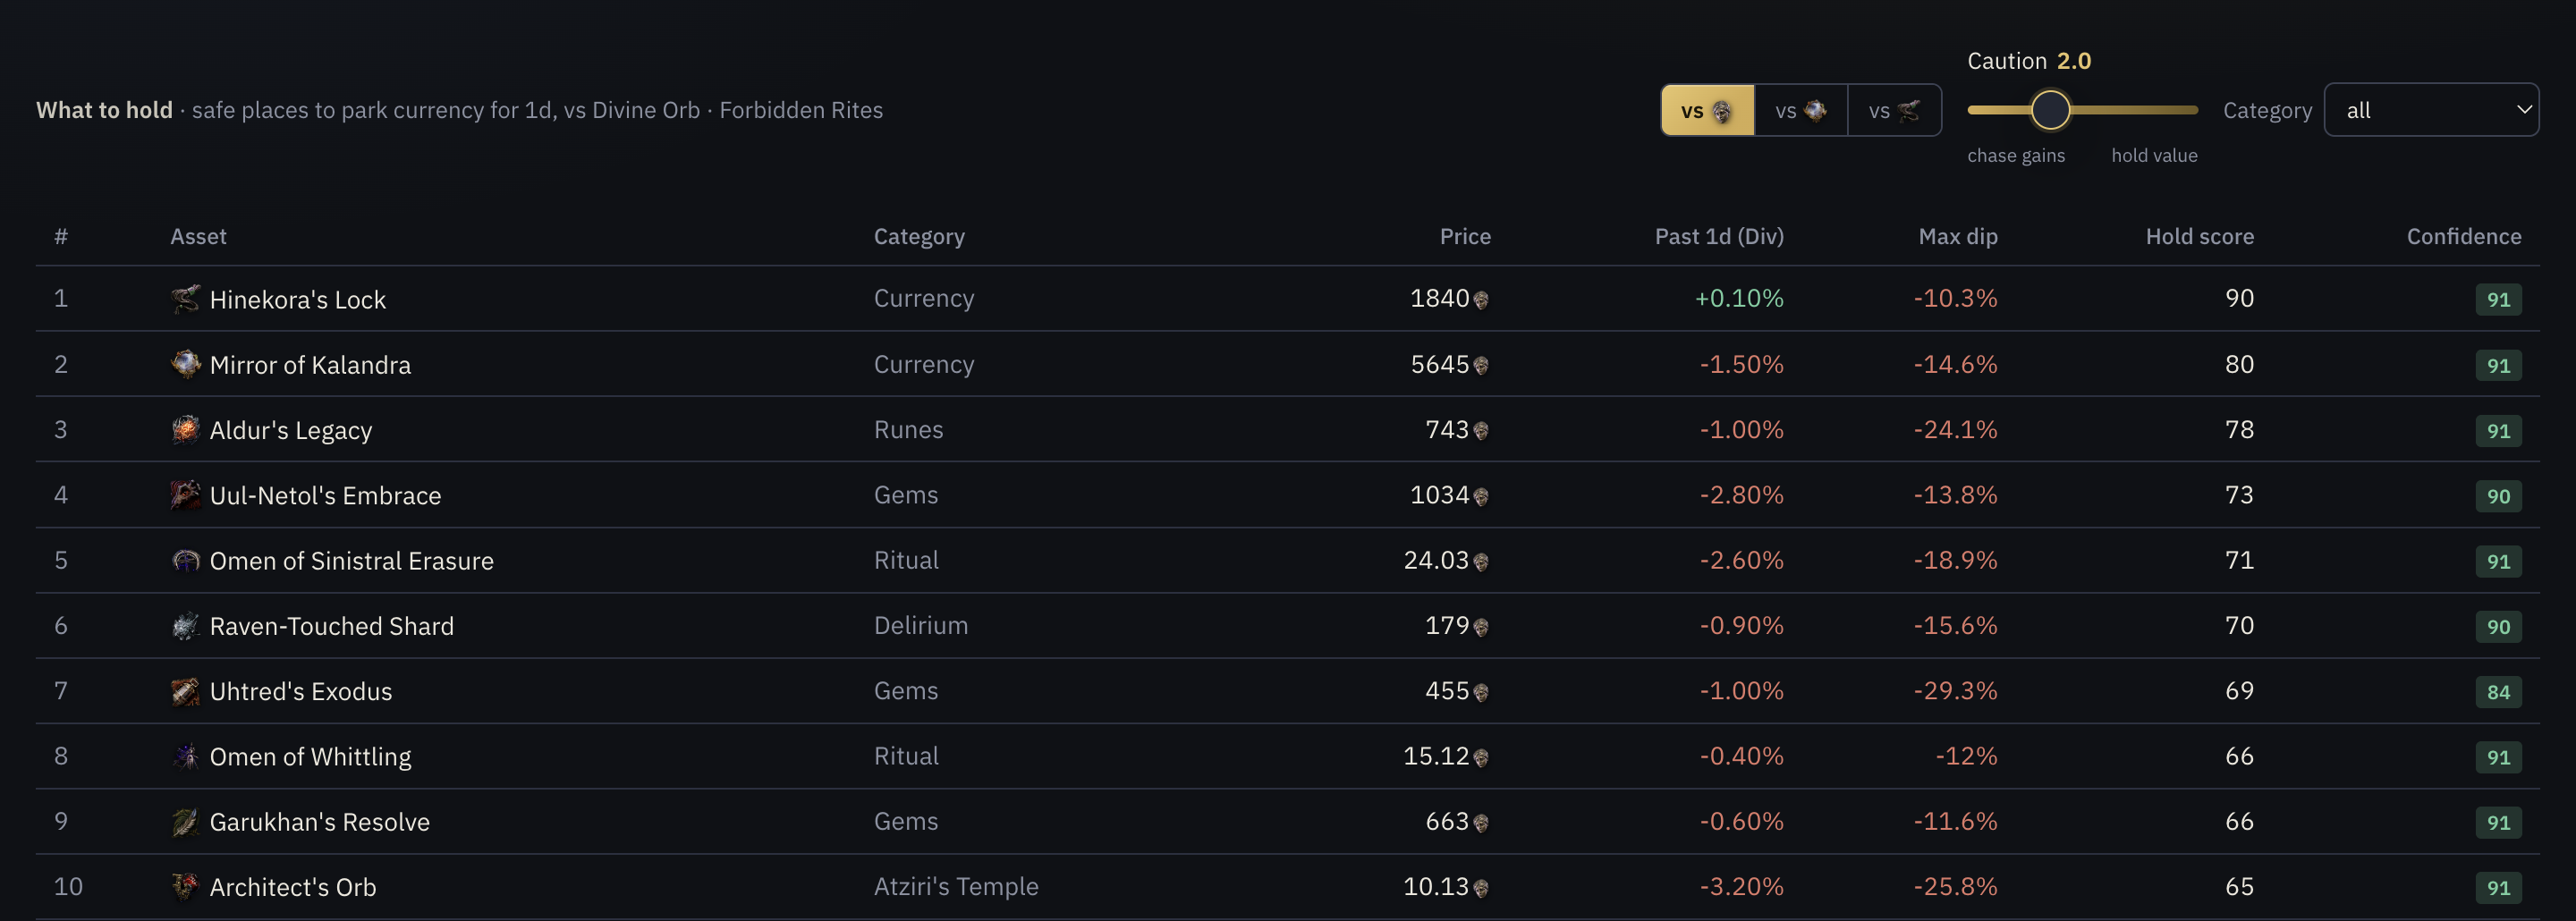 Caution 2.0
What to hold · safe places to park currency for 1d, vs Divine Orb · Forbidden Rites
vs vs vs
Category all
chase gains hold value
# Asset Category Price Past 1d (Div) Max dip Hold score Confidence
1 Hinekora's Lock Currency 1840 +0.10% -10.3% 90 91
2 Mirror of Kalandra Currency 5645 -1.50% -14.6% 80 91
3 Aldur's Legacy Runes 743 -1.00% -24.1% 78 91
4 Uul-Netol's Embrace Gems 1034 -2.80% -13.8% 73 90
5 Omen of Sinistral Erasure Ritual 24.03 -2.60% -18.9% 71 91
6 Raven-Touched Shard Delirium 179 -0.90% -15.6% 70 90
7 Uhtred's Exodus Gems 455 -1.00% -29.3% 69 84
8 Omen of Whittling Ritual 15.12 -0.40% -12% 66 91
9 Garukhan's Resolve Gems 663 -0.60% -11.6% 66 91
10 Architect's Orb Atziri's Temple 10.13 -3.20% -25.8% 65 91